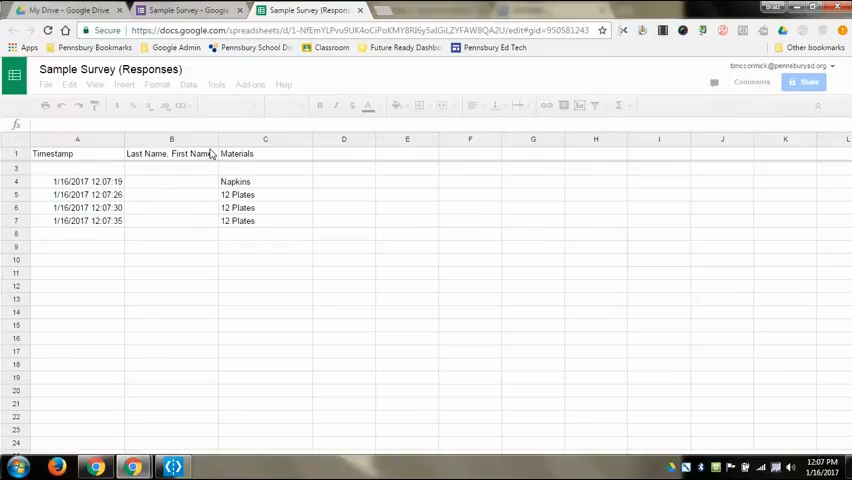 My Drive - Google Drive
Sample Survey - Google
Sample Survey (Respons
Brad
Secure
https://docs.google.com/spreadsheets/d/1-NfEmYLPvu9UK4oCiPoKMY8RI6y5aIGiLZYFAW8QA2U/edit#gid=950581243
Apps
Pennsbury Bookmarks
Google Admin
Pennsbury School Di
Classroom
Future Ready Dashbo
Pennsbury Ed Tech
Other bookmarks
Sample Survey (Responses)
bmccormick@pennsburysd.org
File Edit View Insert Format Data Tools Add-ons Help
Comments
Share
$ % .0 .00 123
B I S A
fx
A B C D E F G H I J K L
1 Timestamp Last Name, First Name Materials
3
4 1/16/2017 12:07:19 Napkins
5 1/16/2017 12:07:26 12 Plates
6 1/16/2017 12:07:30 12 Plates
7 1/16/2017 12:07:35 12 Plates
8
9
10
11
12
13
14
15
16
17
18
19
20
21
22
23
24
12:07 PM
1/16/2017